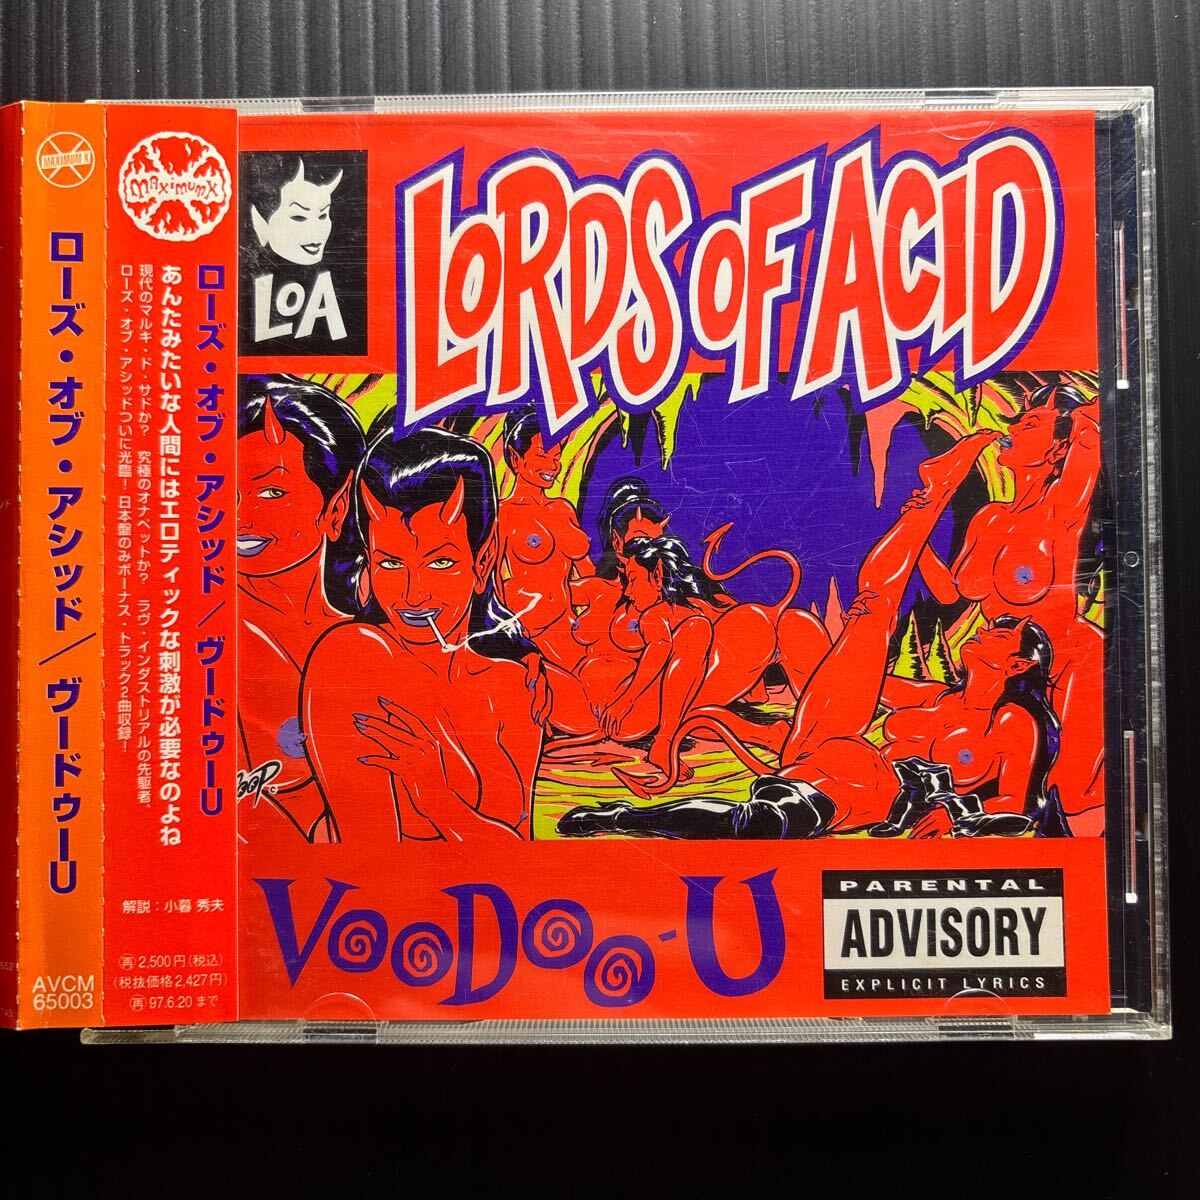 MAXIMUM X
ローズ・オブ・アシッド/ヴードゥーU
AVCM
65003
MAXIMUM X
ローズ・オブ・アシッド/ヴードゥーU
あんたみたいな人間にはエロティックな刺激が必要なのよね
現代のマルキ・ド・サドか? 究極のオナペットか? ラヴ・インダストリアルの先駆者、
ローズ・オブ・アシッドついに光臨! 日本盤のみボーナス・トラック2曲収録!
解説:小暮 秀夫
再 2,500円(税込)
(税抜価格2,427円)
再 97.6.20まで
LOA
LORDS OF ACID
VOODOO-U
PARENTAL
ADVISORY
EXPLICIT LYRICS